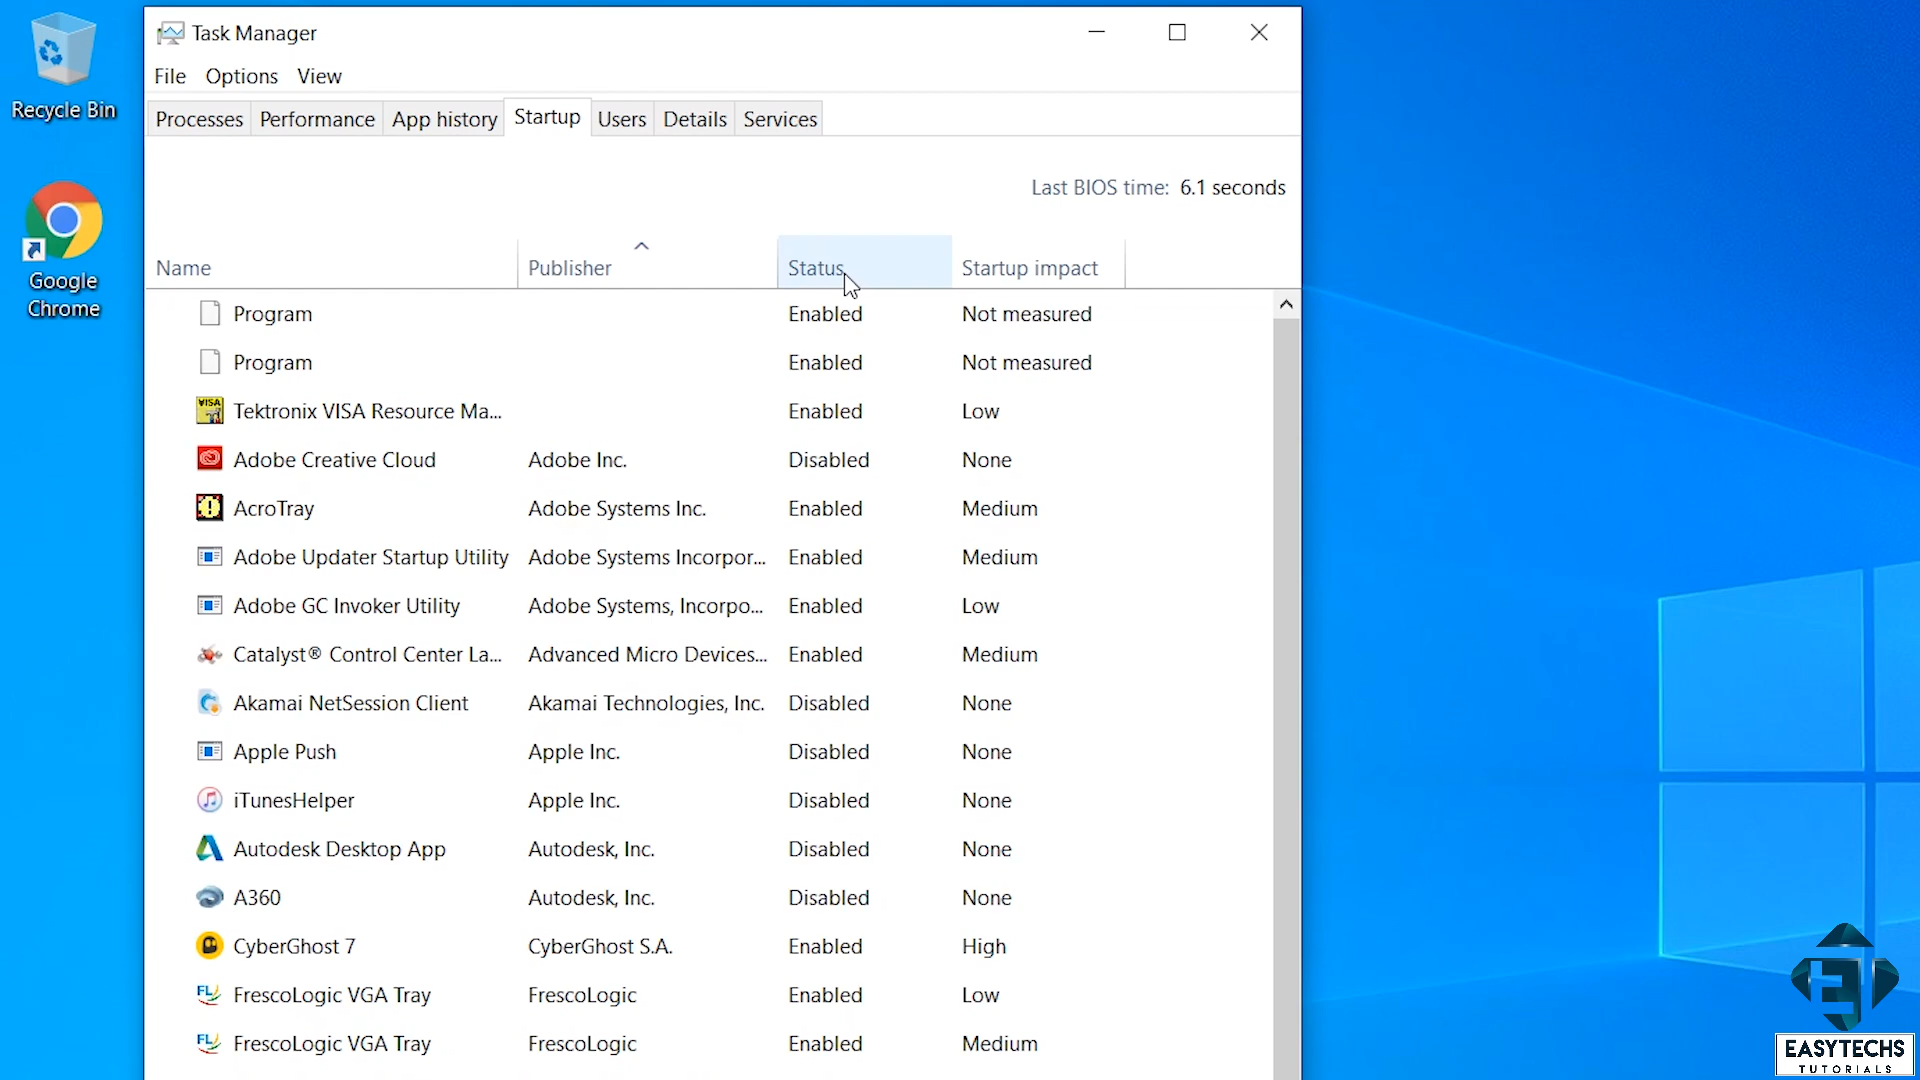 Recycle Bin
Google
Chrome
Task Manager
File Options View
Processes Performance App history Startup Users Details Services
Last BIOS time: 6.1 seconds
Name Publisher Status Startup impact
Program Enabled Not measured
Program Enabled Not measured
VISA Tektronix VISA Resource Ma... Enabled Low
Adobe Creative Cloud Adobe Inc. Disabled None
AcroTray Adobe Systems Inc. Enabled Medium
Adobe Updater Startup Utility Adobe Systems Incorpor... Enabled Medium
Adobe GC Invoker Utility Adobe Systems, Incorpo... Enabled Low
Catalyst® Control Center La... Advanced Micro Devices... Enabled Medium
Akamai NetSession Client Akamai Technologies, Inc. Disabled None
Apple Push Apple Inc. Disabled None
iTunesHelper Apple Inc. Disabled None
Autodesk Desktop App Autodesk, Inc. Disabled None
A360 Autodesk, Inc. Disabled None
CyberGhost 7 CyberGhost S.A. Enabled High
FL FrescoLogic VGA Tray FrescoLogic Enabled Low
FL FrescoLogic VGA Tray FrescoLogic Enabled Medium
EASYTECHS
TUTORIALS